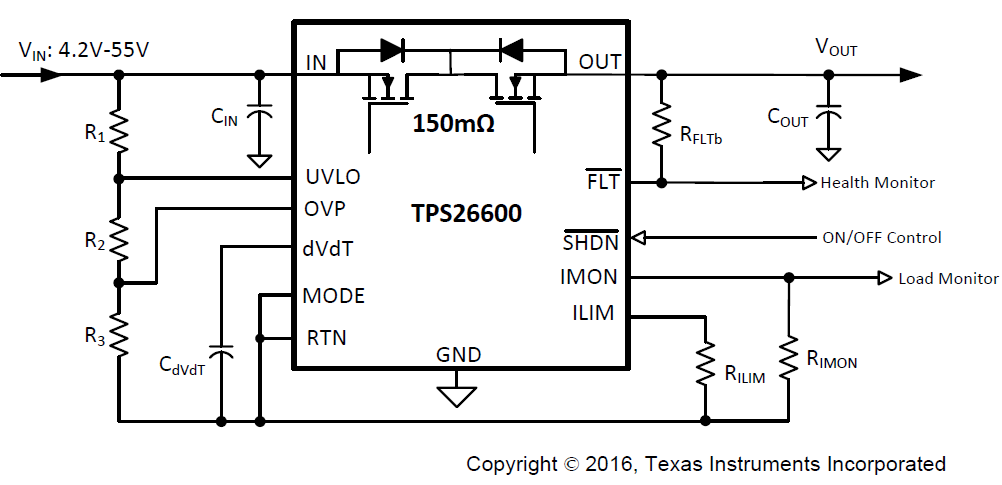 VIN: 4.2V-55V
IN
OUT
VOUT
R1
CIN
150mΩ
RFLTb
COUT
UVLO
FLT
Health Monitor
OVP
TPS26600
R2
dVdT
SHDN
ON/OFF Control
IMON
Load Monitor
MODE
ILIM
R3
RTN
CdVdT
GND
RILIM
RIMON
Copyright © 2016, Texas Instruments Incorporated